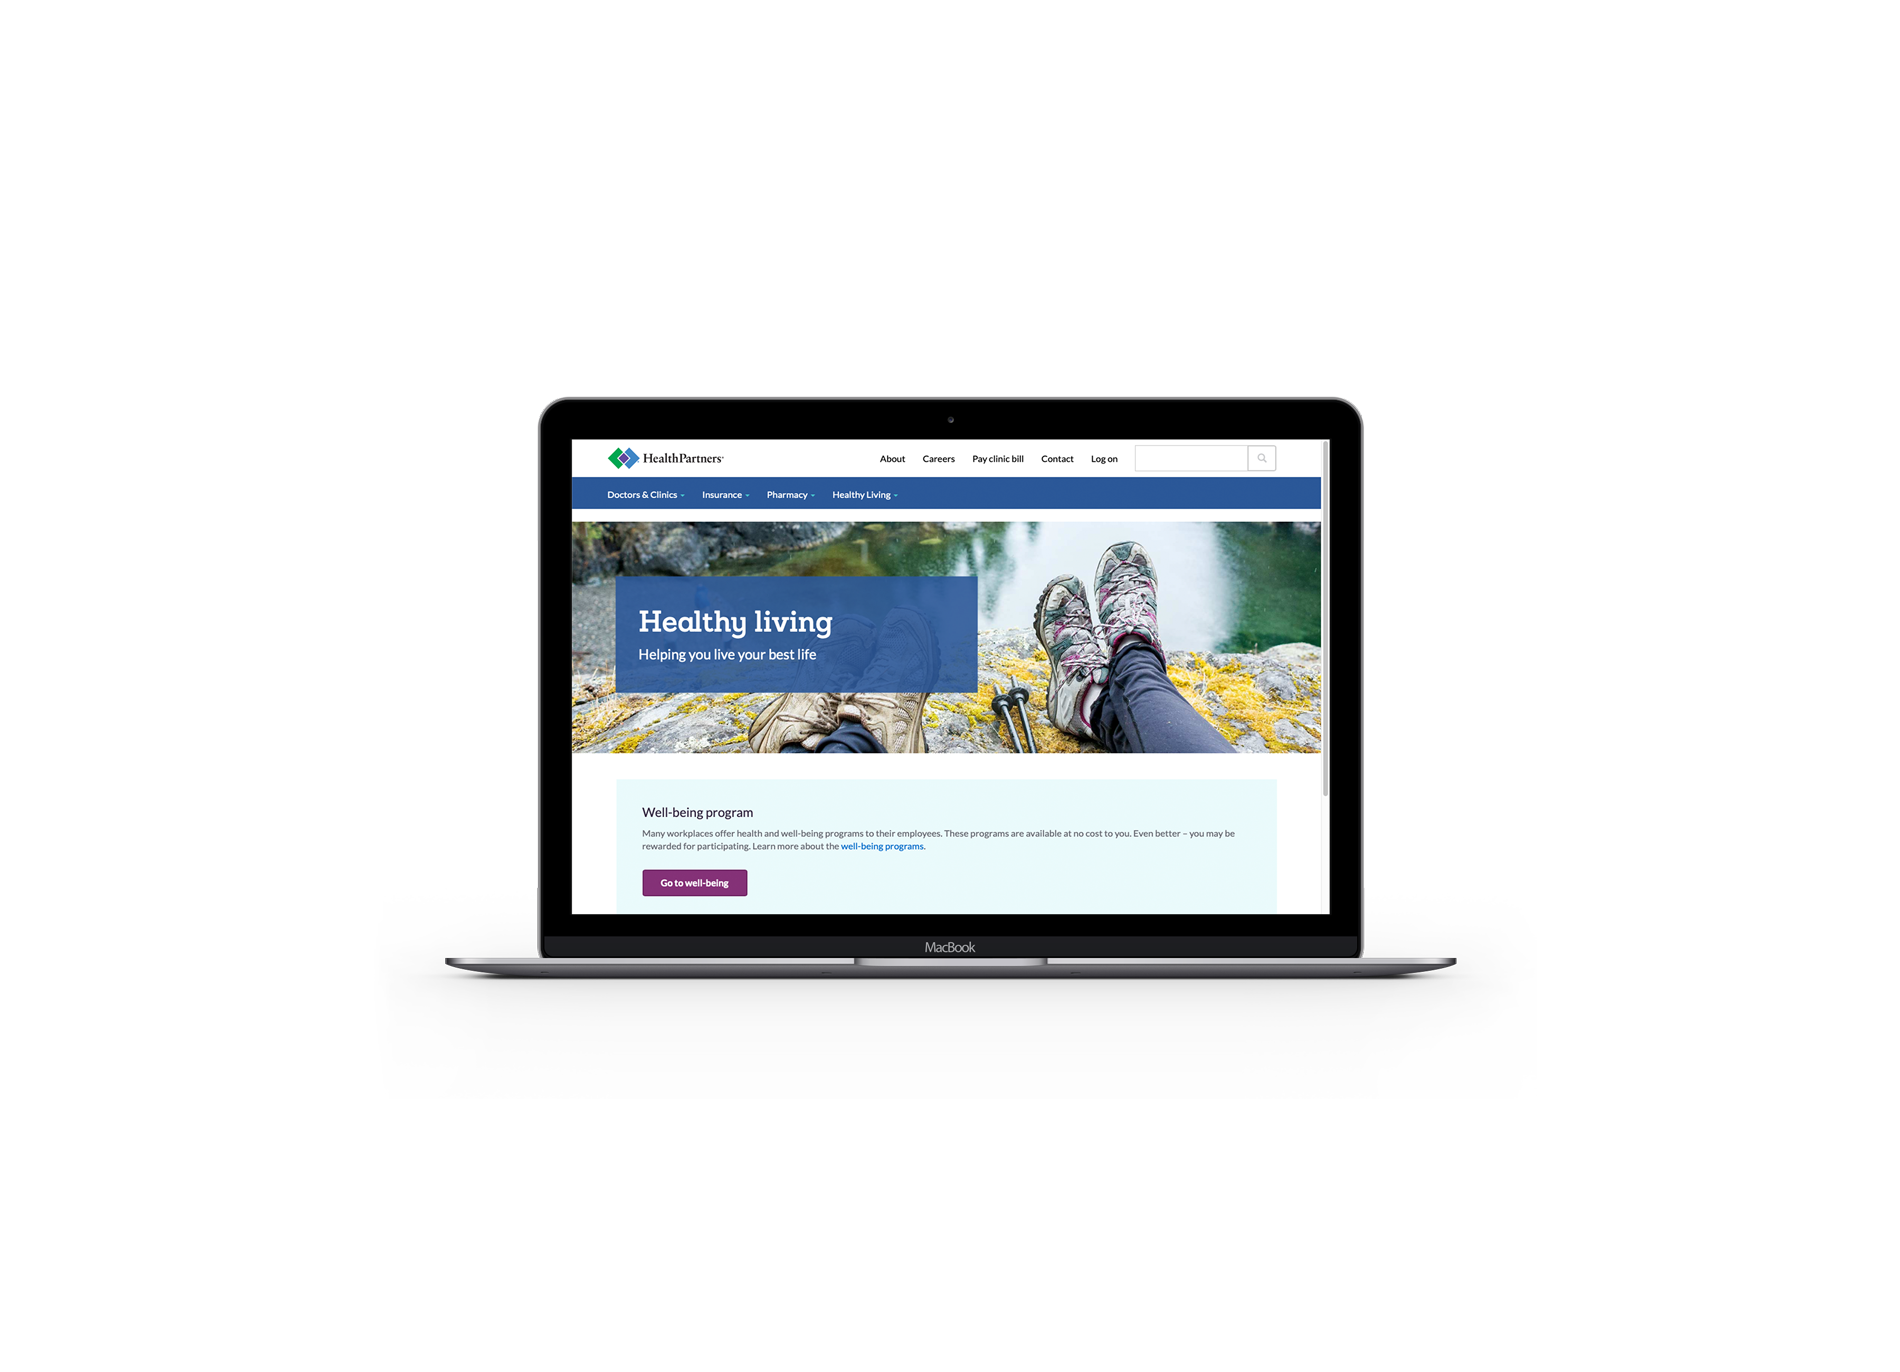 HealthPartners
About Careers Pay clinic bill Contact Log on
Doctors & Clinics Insurance Pharmacy Healthy Living
Healthy living
Helping you live your best life
Well-being program
Many workplaces offer health and well-being programs to their employees. These programs are available at no cost to you. Even better – you may be
rewarded for participating. Learn more about the well-being programs.
Go to well-being
MacBook